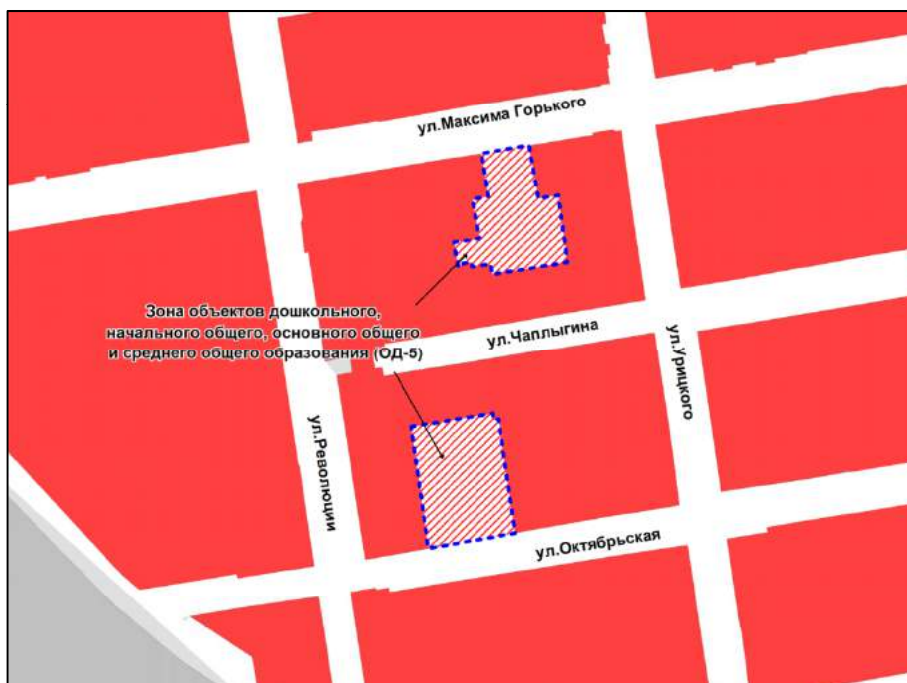 ул.Максима Горького
Зона объектов дошкольного,
начального общего, основного общего
и среднего общего образования (ОД-5)
ул.Чаплыгина
ул.Урицкого
ул.Революции
ул.Октябрьская